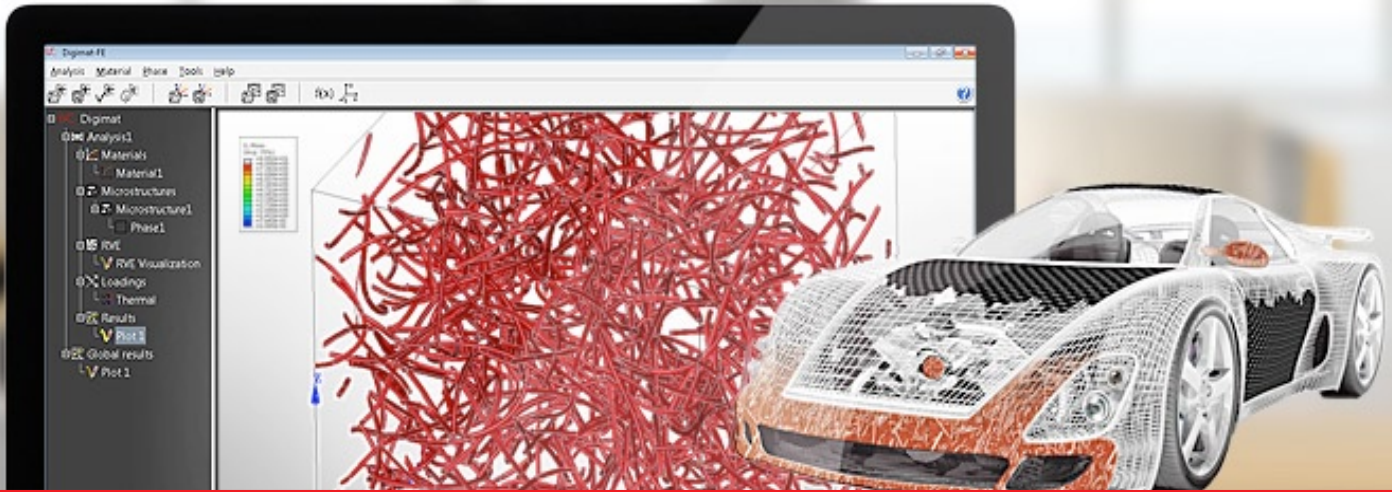 Digimat-FE
Analysis Material Phase Tools Help
f(x)
Digimat
Analysis1
Materials
Material1
Microstructures
Microstructure1
Phase1
RVE
RVE Visualization
Loadings
Thermal
Results
Plot 1
Global results
Plot 1